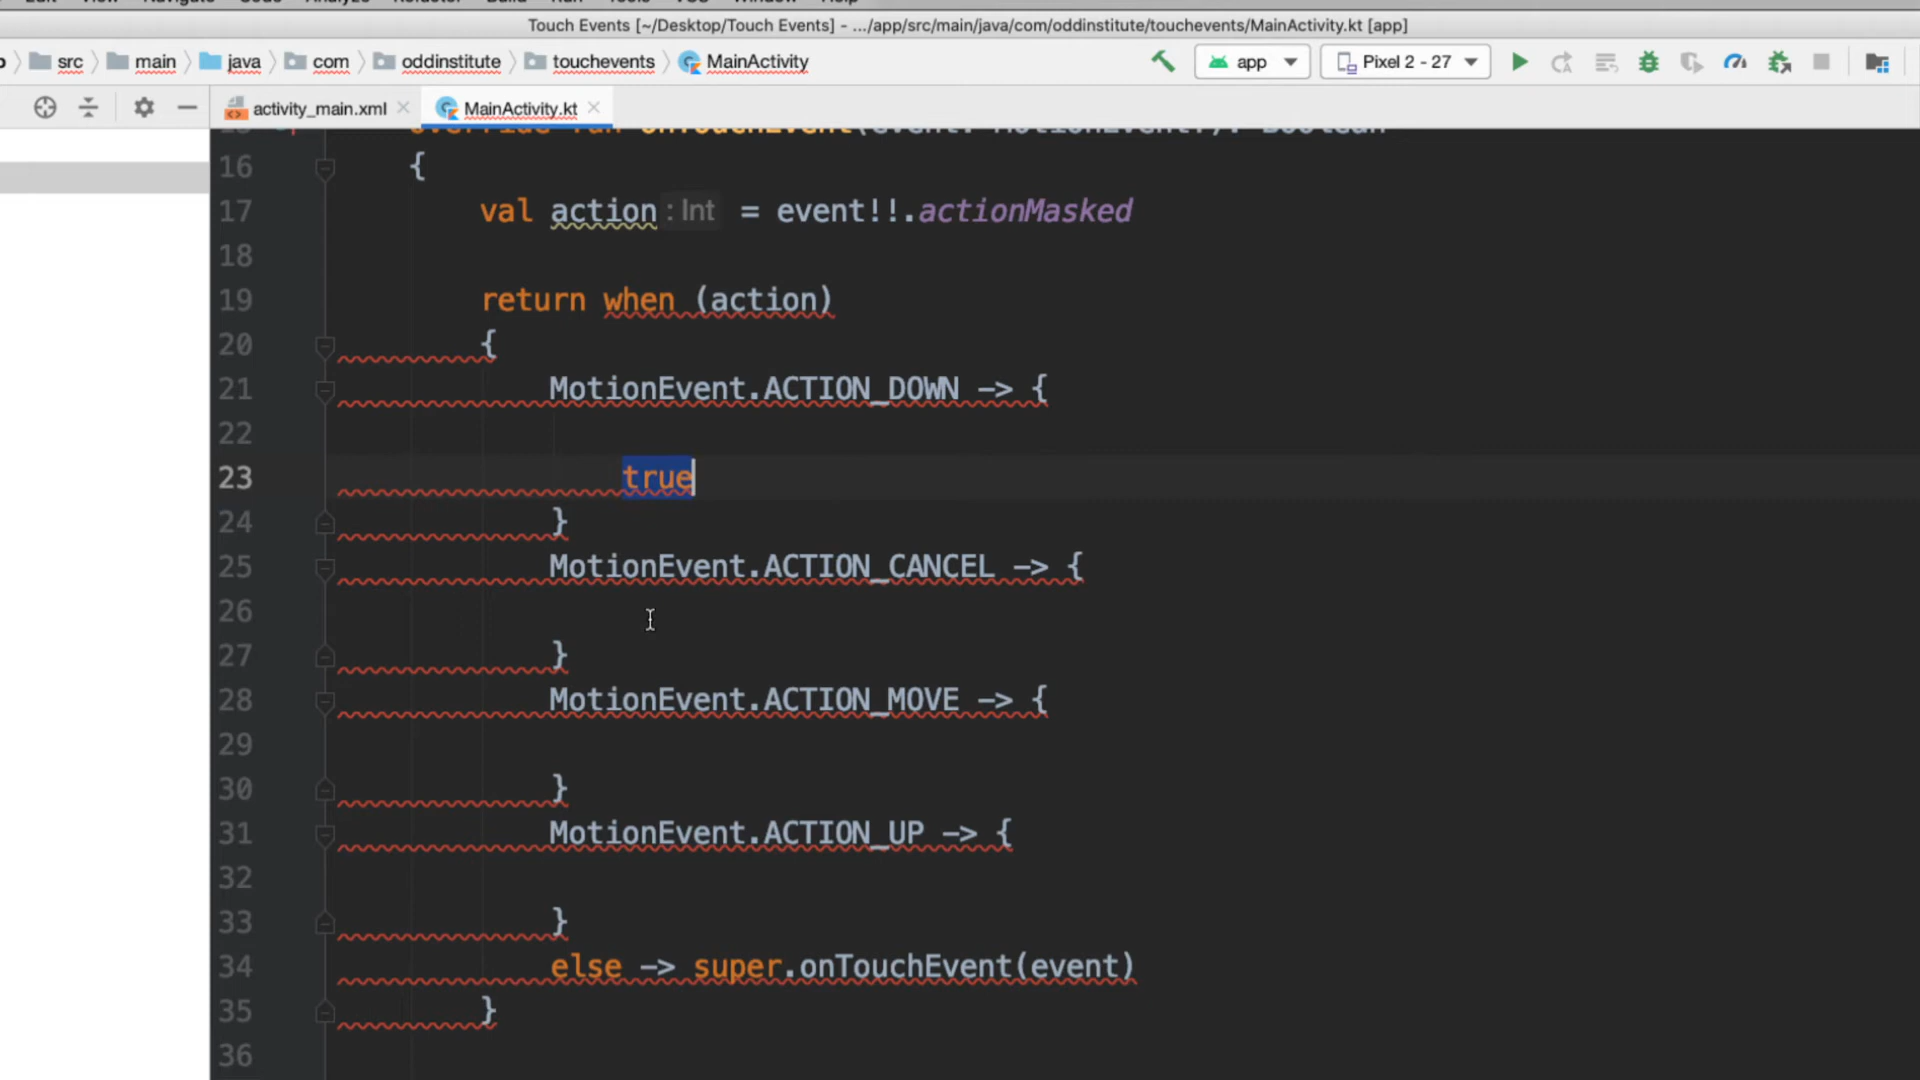 Touch Events [~/Desktop/Touch Events] - .../app/src/main/java/com/oddinstitute/touchevents/MainActivity.kt [app]
src main java com oddinstitute touchevents MainActivity app Pixel 2 - 27
activity_main.xml MainActivity.kt
16 {
17 val action : Int = event!!.actionMasked
18
19 return when (action)
20 {
21 MotionEvent.ACTION_DOWN -> {
22
23 true
24 }
25 MotionEvent.ACTION_CANCEL -> {
26
27 }
28 MotionEvent.ACTION_MOVE -> {
29
30 }
31 MotionEvent.ACTION_UP -> {
32
33 }
34 else -> super.onTouchEvent(event)
35 }
36